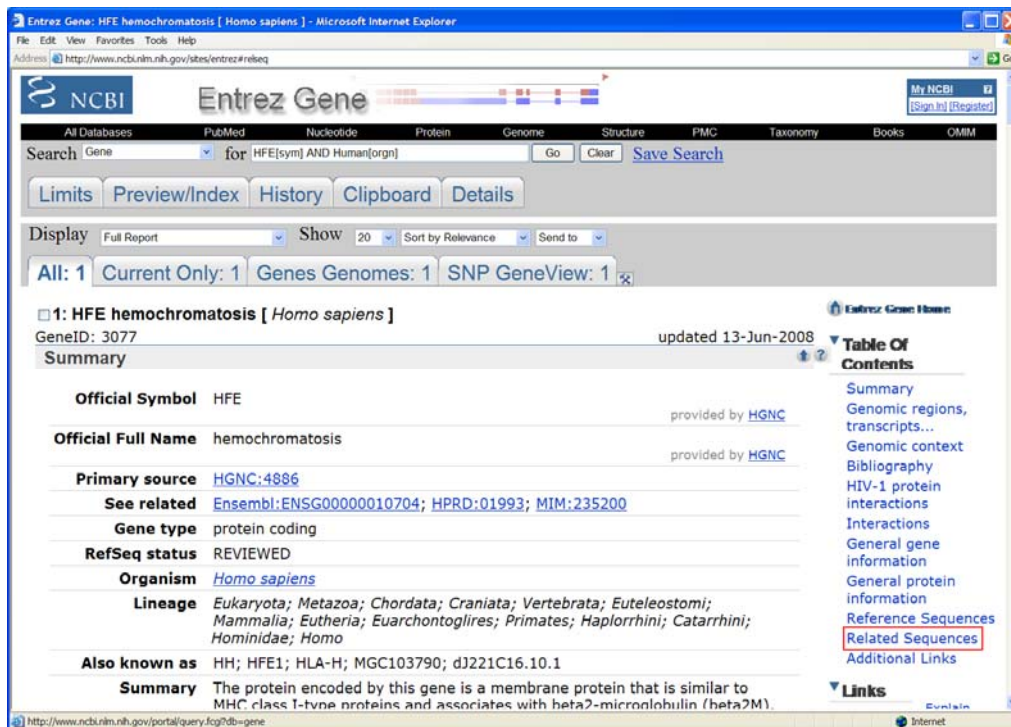 Entrez Gene: HFE hemochromatosis [ Homo sapiens ] - Microsoft Internet Explorer
File Edit View Favorites Tools Help
Address http://www.ncbi.nlm.nih.gov/sites/entrez#relseq Go
NCBI Entrez Gene My NCBI
[Sign In] [Register]
All Databases PubMed Nucleotide Protein Genome Structure PMC Taxonomy Books OMIM
Search Gene for HFE[sym] AND Human[orgn] Go Clear Save Search
Limits Preview/Index History Clipboard Details
Display Full Report Show 20 Sort by Relevance Send to
All: 1 Current Only: 1 Genes Genomes: 1 SNP GeneView: 1
1: HFE hemochromatosis [ Homo sapiens ]
GeneID: 3077 updated 13-Jun-2008
Summary
Official Symbol HFE
provided by HGNC
Official Full Name hemochromatosis
provided by HGNC
Primary source HGNC:4886
See related Ensembl:ENSG00000010704; HPRD:01993; MIM:235200
Gene type protein coding
RefSeq status REVIEWED
Organism Homo sapiens
Lineage Eukaryota; Metazoa; Chordata; Craniata; Vertebrata; Euteleostomi;
Mammalia; Eutheria; Euarchontoglires; Primates; Haplorrhini; Catarrhini;
Hominidae; Homo
Also known as HH; HFE1; HLA-H; MGC103790; dJ221C16.10.1
Summary The protein encoded by this gene is a membrane protein that is similar to
MHC class I-type proteins and associates with beta2-microglobulin (beta2M).
Entrez Gene Home
Table Of
Contents
Summary
Genomic regions,
transcripts...
Genomic context
Bibliography
HIV-1 protein
interactions
Interactions
General gene
information
General protein
information
Reference Sequences
Related Sequences
Additional Links
Links
Explain
http://www.ncbi.nlm.nih.gov/portal/query.fcgi?db=gene Internet